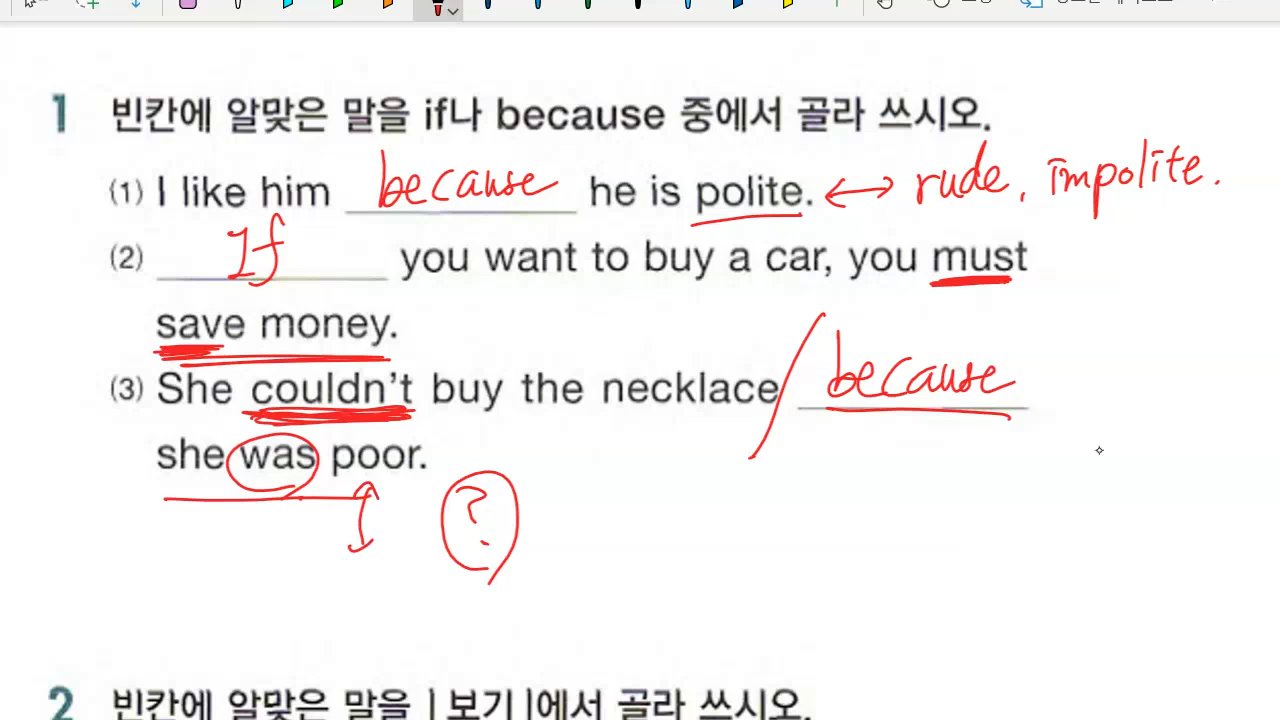 1 빈칸에 알맞은 말을 if나 because 중에서 골라 쓰시오.
(1) I like him because he is polite. ↔ rude, impolite.
(2) If you want to buy a car, you must
save money.
(3) She couldn't buy the necklace / because
she was poor.
?
2 빈칸에 알맞은 말을 | 보기 |에서 골라 쓰시오.